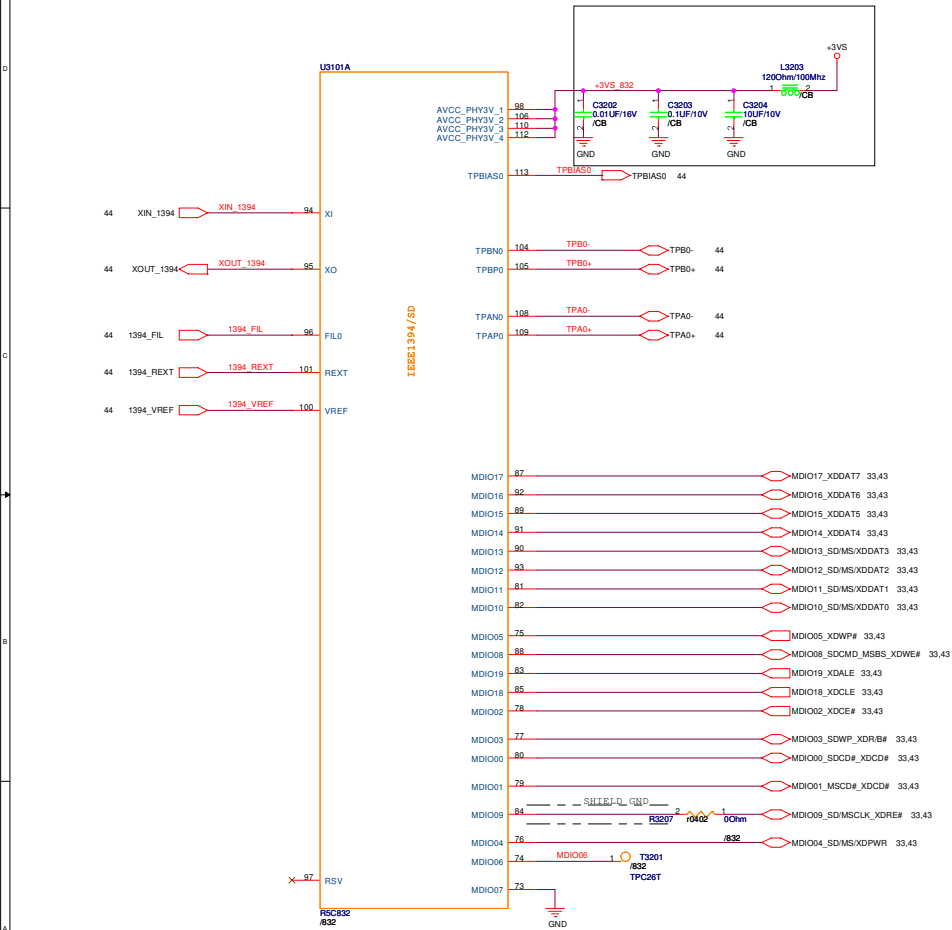 +3VS
D
U3101A
L3203
120Ohm/100Mhz
+3VS_832
1 2
/CB
AVCC_PHY3V_1 98
AVCC_PHY3V_2 106
AVCC_PHY3V_3 110
AVCC_PHY3V_4 112
1 C3202 1 C3203 1 C3204
0.01UF/16V 0.1UF/10V 10UF/10V
2 /CB 2 /CB 2 /CB
GND GND GND
TPBIAS0 113 TPBIAS0 TPBIAS0 44
44 XIN_1394 XIN_1394 94 XI
TPBN0 104 TPB0- TPB0- 44
44 XOUT_1394 XOUT_1394 95 XO
TPBP0 105 TPB0+ TPB0+ 44
TPAN0 108 TPA0- TPA0- 44
44 1394_FIL 1394_FIL 96 FIL0
TPAP0 109 TPA0+ TPA0+ 44
IEEE1394/SD
C
44 1394_REXT 1394_REXT 101 REXT
44 1394_VREF 1394_VREF 100 VREF
MDIO17 87 MDIO17_XDDAT7 33,43
MDIO16 92 MDIO16_XDDAT6 33,43
MDIO15 89 MDIO15_XDDAT5 33,43
MDIO14 91 MDIO14_XDDAT4 33,43
MDIO13 90 MDIO13_SD/MS/XDDAT3 33,43
MDIO12 93 MDIO12_SD/MS/XDDAT2 33,43
MDIO11 81 MDIO11_SD/MS/XDDAT1 33,43
MDIO10 82 MDIO10_SD/MS/XDDAT0 33,43
MDIO05 75 MDIO05_XDWP# 33,43
B
MDIO08 88 MDIO08_SDCMD_MSBS_XDWE# 33,43
MDIO19 83 MDIO19_XDALE 33,43
MDIO18 85 MDIO18_XDCLE 33,43
MDIO02 78 MDIO02_XDCE# 33,43
MDIO03 77 MDIO03_SDWP_XDR/B# 33,43
MDIO00 80 MDIO00_SDCD#_XDCD# 33,43
MDIO01 79 MDIO01_MSCD#_XDCD# 33,43
SHIELD GND
MDIO09 84 2 1 MDIO09_SD/MSCLK_XDRE# 33,43
R3207 r0402 0Ohm
/832
MDIO04 76 MDIO04_SD/MS/XDPWR 33,43
MDIO06 74 MDIO06 1 T3201
/832
TPC26T
97 RSV
MDIO07 73
R5C832
/832
GND
A